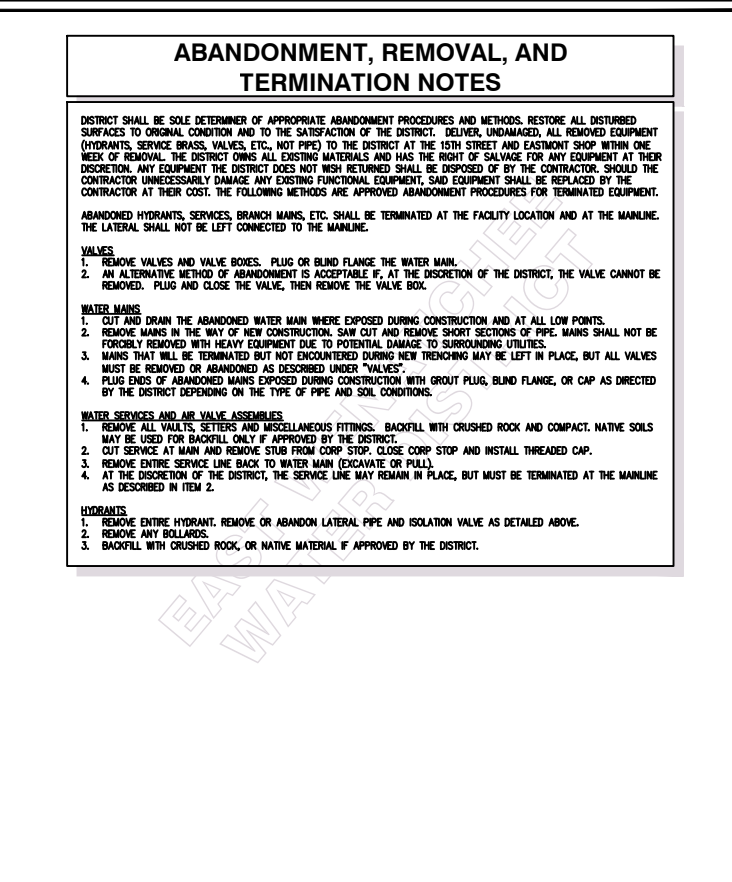 ABANDONMENT, REMOVAL, AND
TERMINATION NOTES
DISTRICT SHALL BE SOLE DETERMINER OF APPROPRIATE ABANDONMENT PROCEDURES AND METHODS. RESTORE ALL DISTURBED
SURFACES TO ORIGINAL CONDITION AND TO THE SATISFACTION OF THE DISTRICT. DELIVER, UNDAMAGED, ALL REMOVED EQUIPMENT
(HYDRANTS, SERVICE BRASS, VALVES, ETC., NOT PIPE) TO THE DISTRICT AT THE 15TH STREET AND EASTMONT SHOP WITHIN ONE
WEEK OF REMOVAL. THE DISTRICT OWNS ALL EXISTING MATERIALS AND HAS THE RIGHT OF SALVAGE FOR ANY EQUIPMENT AT THEIR
DISCRETION. ANY EQUIPMENT THE DISTRICT DOES NOT WISH RETURNED SHALL BE DISPOSED OF BY THE CONTRACTOR. SHOULD THE
CONTRACTOR UNNECESSARILY DAMAGE ANY EXISTING FUNCTIONAL EQUIPMENT, SAID EQUIPMENT SHALL BE REPLACED BY THE
CONTRACTOR AT THEIR COST. THE FOLLOWING METHODS ARE APPROVED ABANDONMENT PROCEDURES FOR TERMINATED EQUIPMENT.
ABANDONED HYDRANTS, SERVICES, BRANCH MAINS, ETC. SHALL BE TERMINATED AT THE FACILITY LOCATION AND AT THE MAINLINE.
THE LATERAL SHALL NOT BE LEFT CONNECTED TO THE MAINLINE.
VALVES
1. REMOVE VALVES AND VALVE BOXES. PLUG OR BLIND FLANGE THE WATER MAIN.
2. AN ALTERNATIVE METHOD OF ABANDONMENT IS ACCEPTABLE IF, AT THE DISCRETION OF THE DISTRICT, THE VALVE CANNOT BE
REMOVED. PLUG AND CLOSE THE VALVE, THEN REMOVE THE VALVE BOX.
WATER MAINS
1. CUT AND DRAIN THE ABANDONED WATER MAIN WHERE EXPOSED DURING CONSTRUCTION AND AT ALL LOW POINTS.
2. REMOVE MAINS IN THE WAY OF NEW CONSTRUCTION. SAW CUT AND REMOVE SHORT SECTIONS OF PIPE. MAINS SHALL NOT BE
FORCIBLY REMOVED WITH HEAVY EQUIPMENT DUE TO POTENTIAL DAMAGE TO SURROUNDING UTILITIES.
3. MAINS THAT WILL BE TERMINATED BUT NOT ENCOUNTERED DURING NEW TRENCHING MAY BE LEFT IN PLACE, BUT ALL VALVES
MUST BE REMOVED OR ABANDONED AS DESCRIBED UNDER "VALVES".
4. PLUG ENDS OF ABANDONED MAINS EXPOSED DURING CONSTRUCTION WITH GROUT PLUG, BLIND FLANGE, OR CAP AS DIRECTED
BY THE DISTRICT DEPENDING ON THE TYPE OF PIPE AND SOIL CONDITIONS.
WATER SERVICES AND AIR VALVE ASSEMBLIES
1. REMOVE ALL VAULTS, SETTERS AND MISCELLANEOUS FITTINGS. BACKFILL WITH CRUSHED ROCK AND COMPACT. NATIVE SOILS
MAY BE USED FOR BACKFILL ONLY IF APPROVED BY THE DISTRICT.
2. CUT SERVICE AT MAIN AND REMOVE STUB FROM CORP STOP. CLOSE CORP STOP AND INSTALL THREADED CAP.
3. REMOVE ENTIRE SERVICE LINE BACK TO WATER MAIN (EXCAVATE OR PULL).
4. AT THE DISCRETION OF THE DISTRICT, THE SERVICE LINE MAY REMAIN IN PLACE, BUT MUST BE TERMINATED AT THE MAINLINE
AS DESCRIBED IN ITEM 2.
HYDRANTS
1. REMOVE ENTIRE HYDRANT. REMOVE OR ABANDON LATERAL PIPE AND ISOLATION VALVE AS DETAILED ABOVE.
2. REMOVE ANY BOLLARDS.
3. BACKFILL WITH CRUSHED ROCK, OR NATIVE MATERIAL IF APPROVED BY THE DISTRICT.
EAST WENATCHEE
WATER DISTRICT